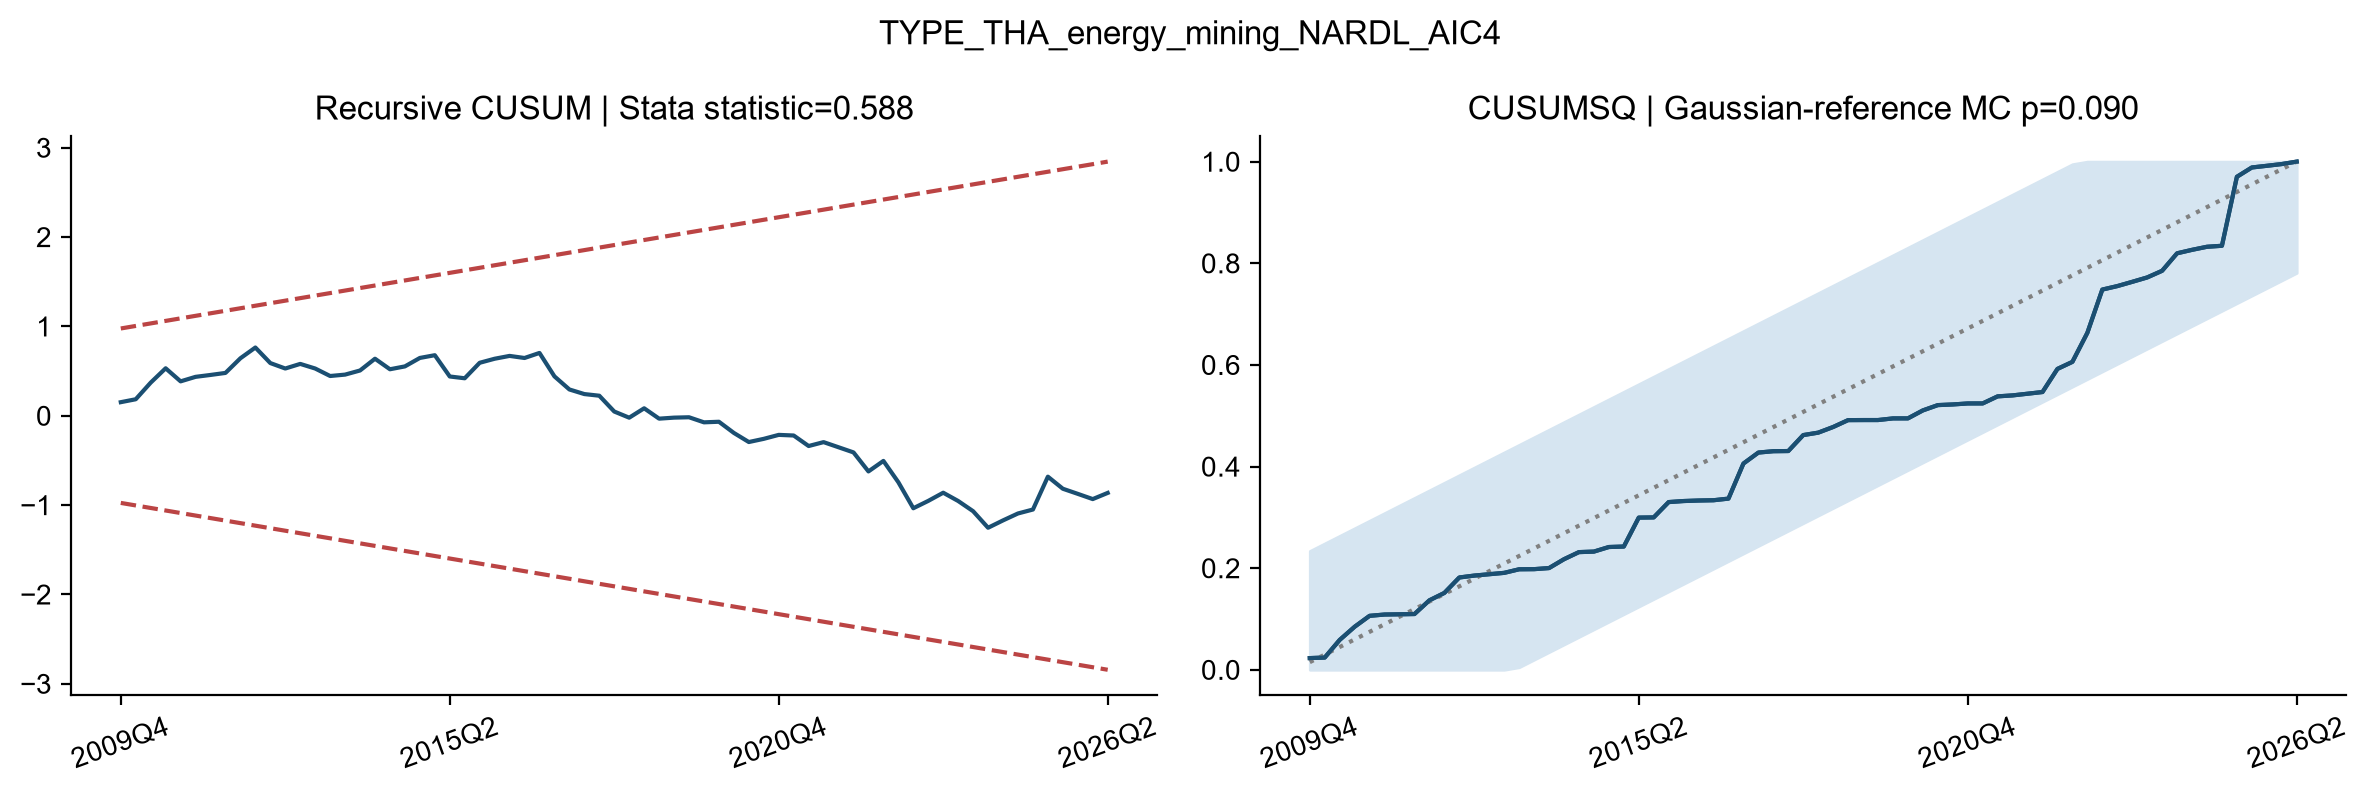 TYPE_THA_energy_mining_NARDL_AIC4
Recursive CUSUM | Stata statistic=0.588
3
2
1
0
−1
−2
−3
2009Q4
2015Q2
2020Q4
2026Q2
CUSUMSQ | Gaussian-reference MC p=0.090
1.0
0.8
0.6
0.4
0.2
0.0
2009Q4
2015Q2
2020Q4
2026Q2